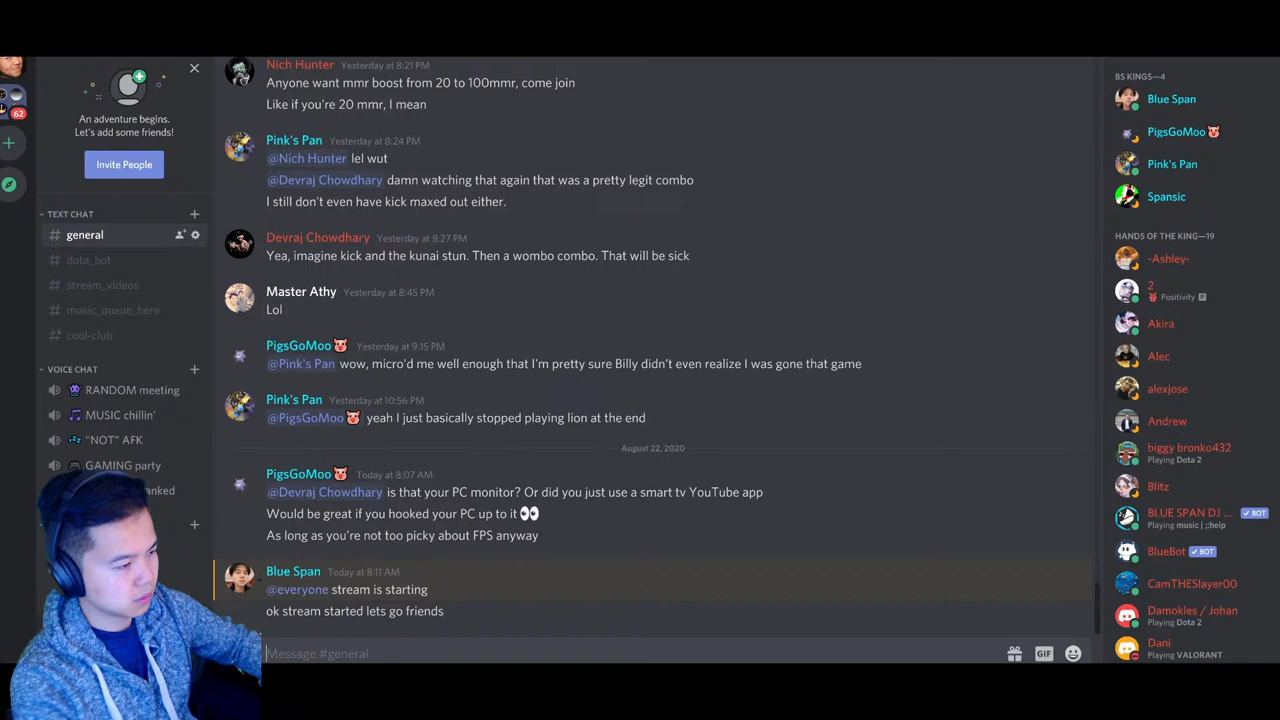 62
An adventure begins.
Let's add some friends!
Invite People
TEXT CHAT
# general
# dota_bot
# stream_videos
# music_queue_here
# cool-club
VOICE CHAT
RANDOM meeting
MUSIC chillin'
"NOT" AFK
GAMING party
anked
Nich Hunter Yesterday at 8:21 PM
Anyone want mmr boost from 20 to 100mmr, come join
Like if you're 20 mmr, I mean
Pink's Pan Yesterday at 8:24 PM
@Nich Hunter lel wut
@Devraj Chowdhary damn watching that again that was a pretty legit combo
I still don't even have kick maxed out either.
Devraj Chowdhary Yesterday at 8:27 PM
Yea, imagine kick and the kunai stun. Then a wombo combo. That will be sick
Master Athy Yesterday at 8:45 PM
Lol
PigsGoMoo🐷 Yesterday at 9:15 PM
@Pink's Pan wow, micro'd me well enough that I'm pretty sure Billy didn't even realize I was gone that game
Pink's Pan Yesterday at 10:56 PM
@PigsGoMoo🐷 yeah I just basically stopped playing lion at the end
August 22, 2020
PigsGoMoo🐷 Today at 8:07 AM
@Devraj Chowdhary is that your PC monitor? Or did you just use a smart tv YouTube app
Would be great if you hooked your PC up to it 👀
As long as you're not too picky about FPS anyway
Blue Span Today at 8:11 AM
@everyone stream is starting
ok stream started lets go friends
Message #general
GIF
BS KINGS—4
Blue Span
PigsGoMoo🐷
Pink's Pan
Spansic
HANDS OF THE KING—19
-Ashley-
2
Positivity
Akira
Alec
alexjose
Andrew
biggy bronko432
Playing Dota 2
Blitz
BLUE SPAN DJ ... ✓ BOT
Playing music | ;;help
BlueBot ✓ BOT
CamTHESlayer00
Damokles / Johan
Playing Dota 2
Dani
Playing VALORANT